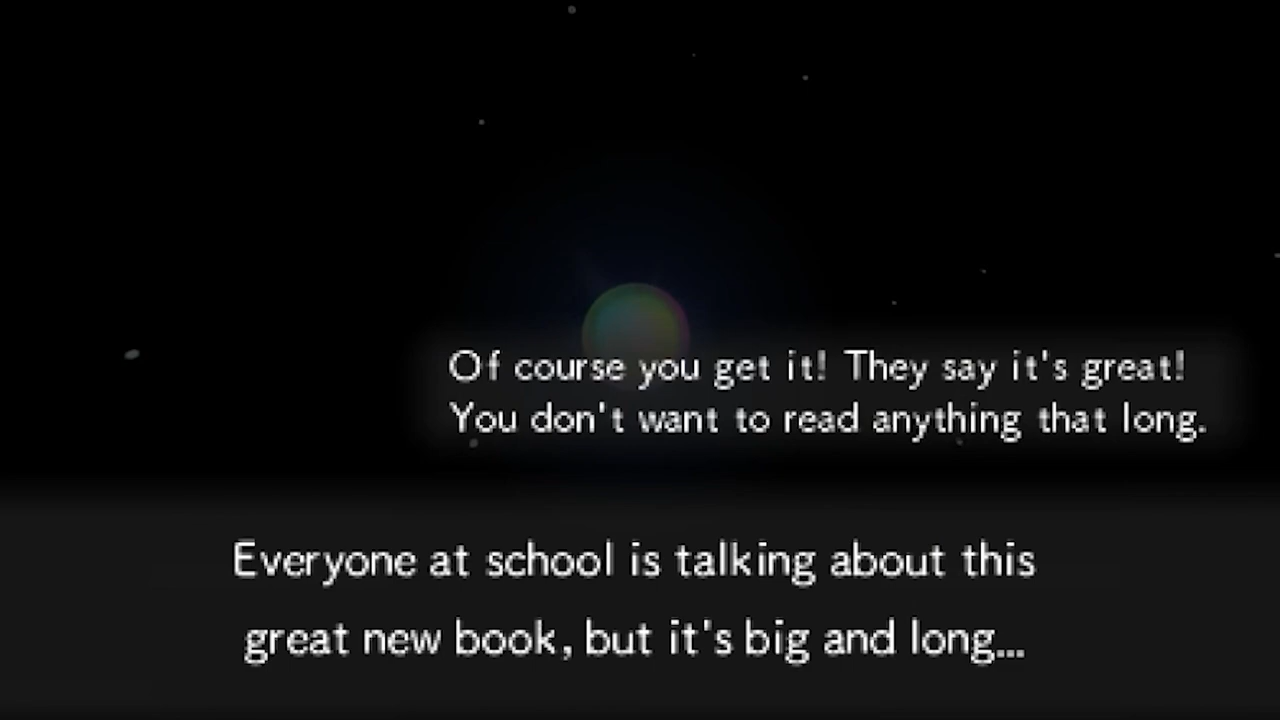 Of course you get it! They say it's great!
You don't want to read anything that long.
Everyone at school is talking about this
great new book, but it's big and long...